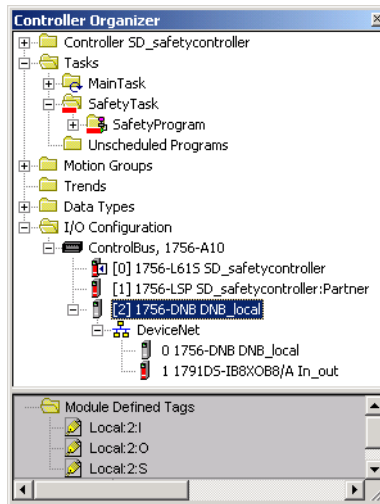 Controller Organizer
Controller SD_safetycontroller
Tasks
MainTask
SafetyTask
SafetyProgram
Unscheduled Programs
Motion Groups
Trends
Data Types
I/O Configuration
ControlBus, 1756-A10
[0] 1756-L61S SD_safetycontroller
[1] 1756-LSP SD_safetycontroller:Partner
[2] 1756-DNB DNB_local
DeviceNet
0 1756-DNB DNB_local
1 1791DS-IB8XOB8/A In_out
Module Defined Tags
Local:2:I
Local:2:O
Local:2:S